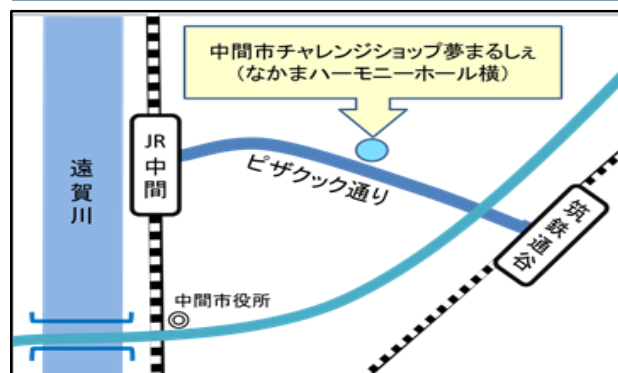 中間市チャレンジショップ夢まるしぇ
(なかまハーモニーホール横)
JR中間
遠賀川
ピザクック通り
筑鉄通谷
中間市役所